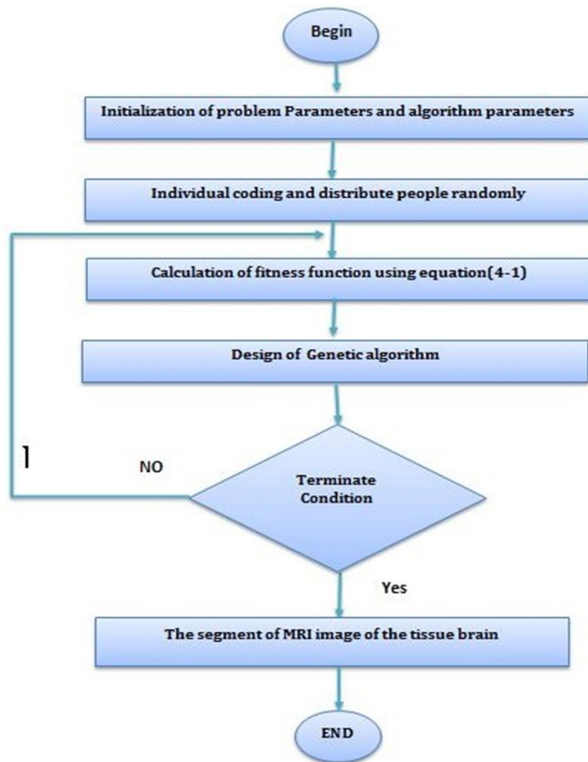 Begin
Initialization of problem Parameters and algorithm parameters
Individual coding and distribute people randomly
Calculation of fitness function using equation(4-1)
Design of Genetic algorithm
Terminate
Condition
NO
Yes
The segment of MRI image of the tissue brain
END